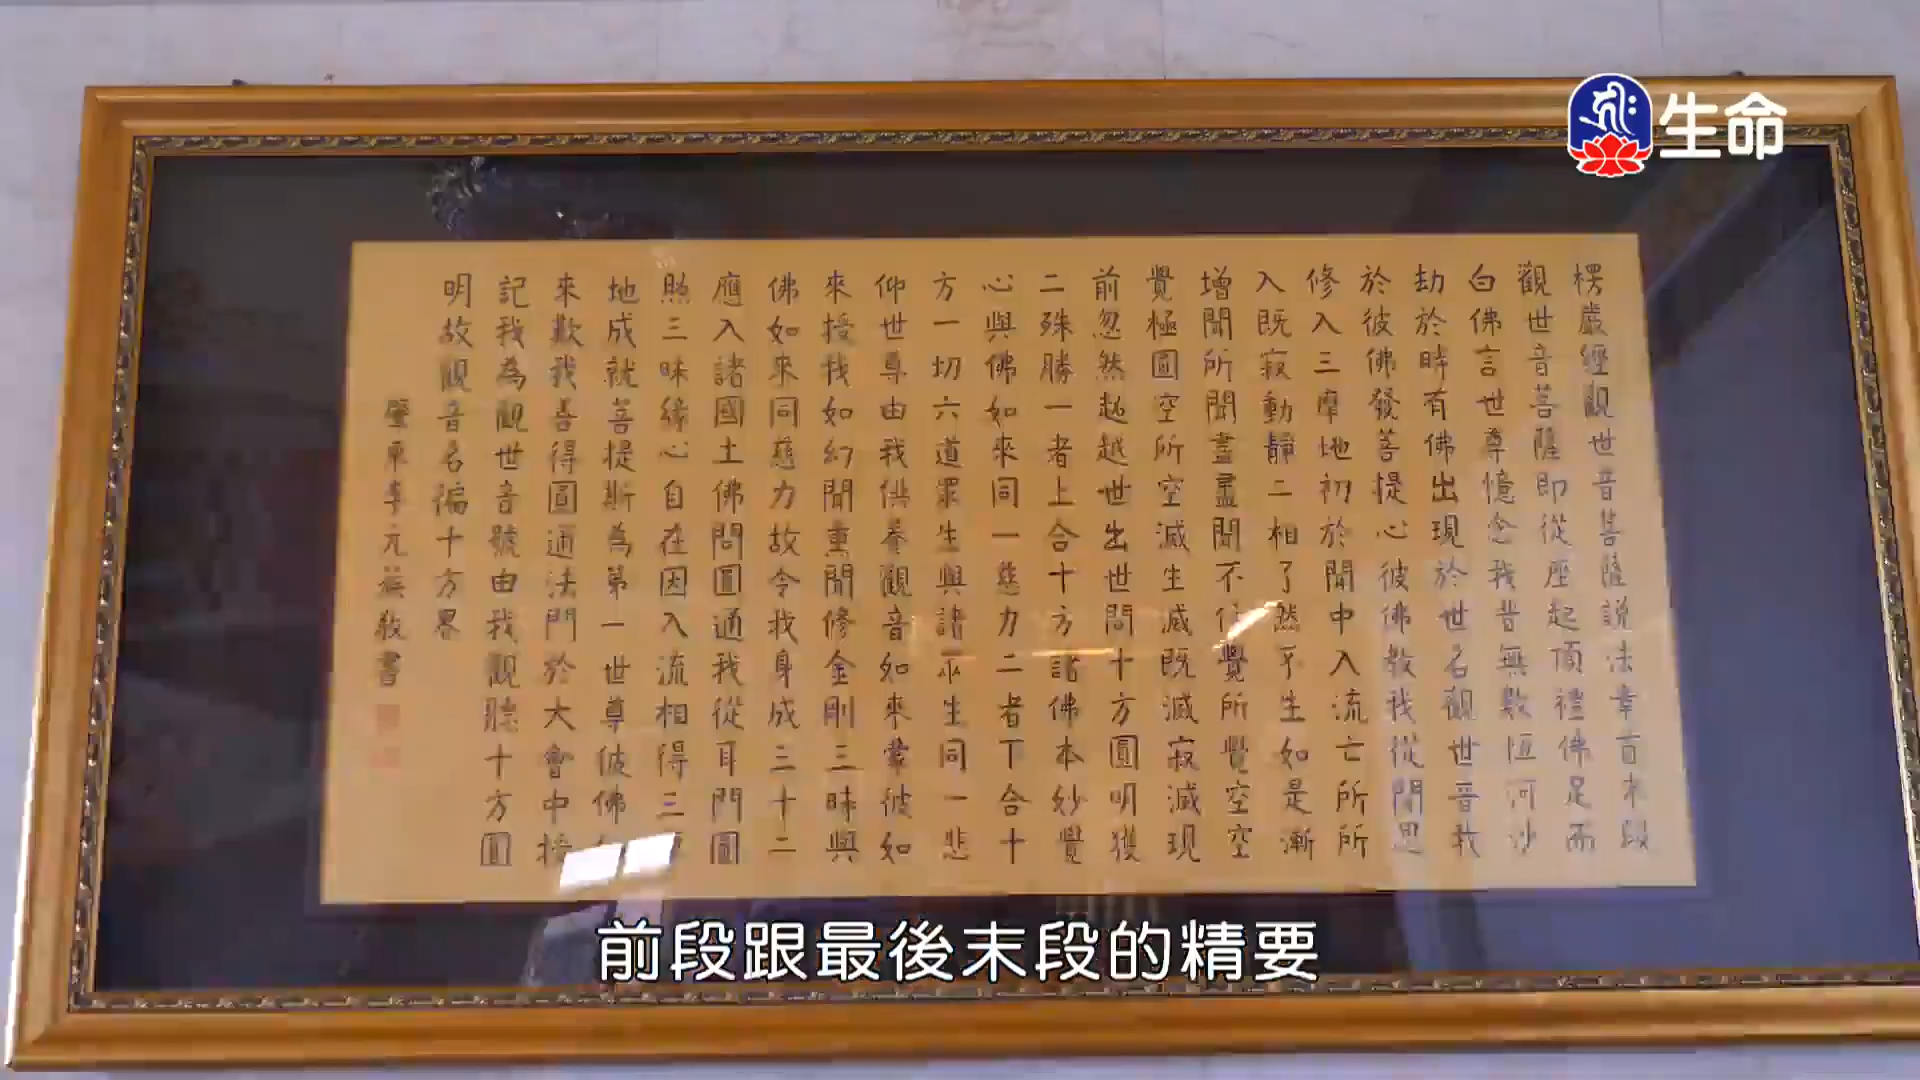 生命
楞嚴經觀世音菩薩說法章首末段
觀世音菩薩即從座起頂禮佛足而
白佛言世尊憶念我昔無數恆河沙
劫於時有佛出現於世名觀世音我
於彼佛發菩提心彼佛教我從聞思
修入三摩地初於聞中入流亡所所
入既寂動靜二相了然不生如是漸
增聞所聞盡盡聞不住覺所覺空空
覺極圓空所空滅生滅既滅寂滅現
前忽然超越世出世間十方圓明獲
二殊勝一者上合十方諸佛本妙覺
心與佛如來同一慈力二者下合十
方一切六道眾生與諸眾生同一悲
仰世尊由我供養觀音如來蒙彼如
來授我如幻聞熏聞修金剛三昧與
佛如來同慈力故令我身成三十二
應入諸國土佛問圓通我從耳門圓
照三昧緣心自在因入流相得三
地成就菩提斯為第一世尊彼佛如
來歎我善得圓通法門於大會中授
記我為觀世音號由我觀聽十方圓
明故觀音名徧十方界
東李元敬書
前段跟最後末段的精要